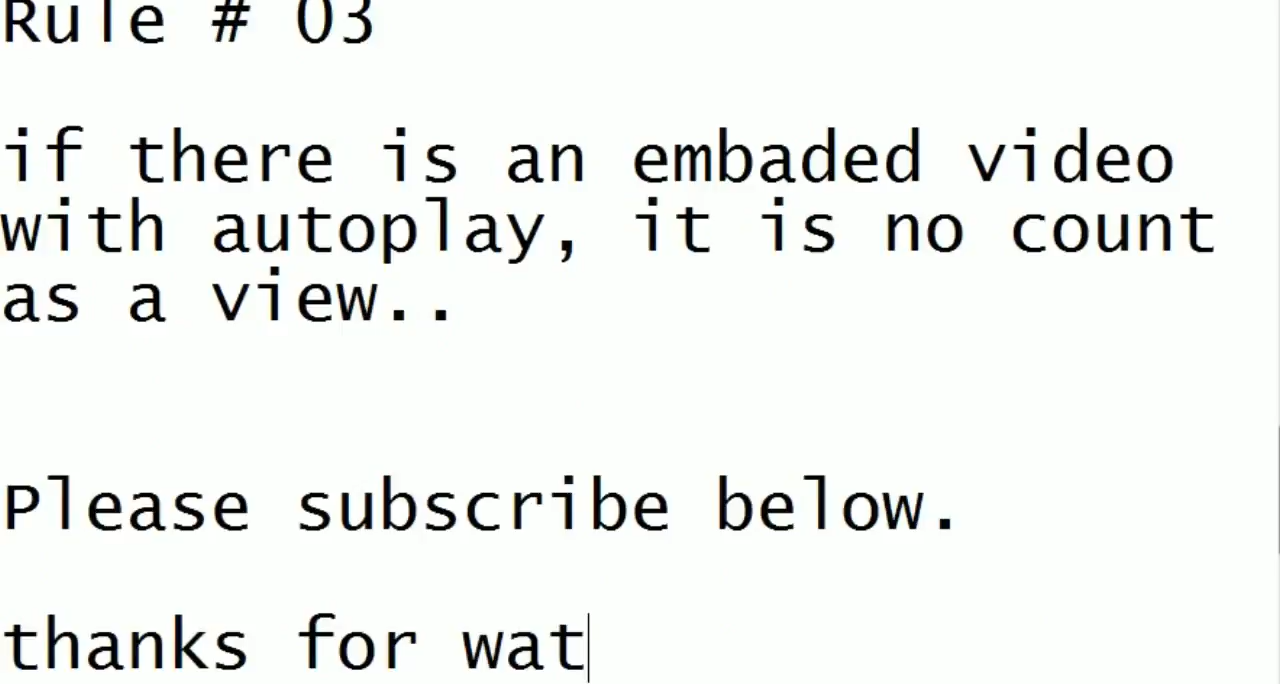 Rule # 03
if there is an embaded video
with autoplay, it is no count
as a view..
Please subscribe below.
thanks for wat